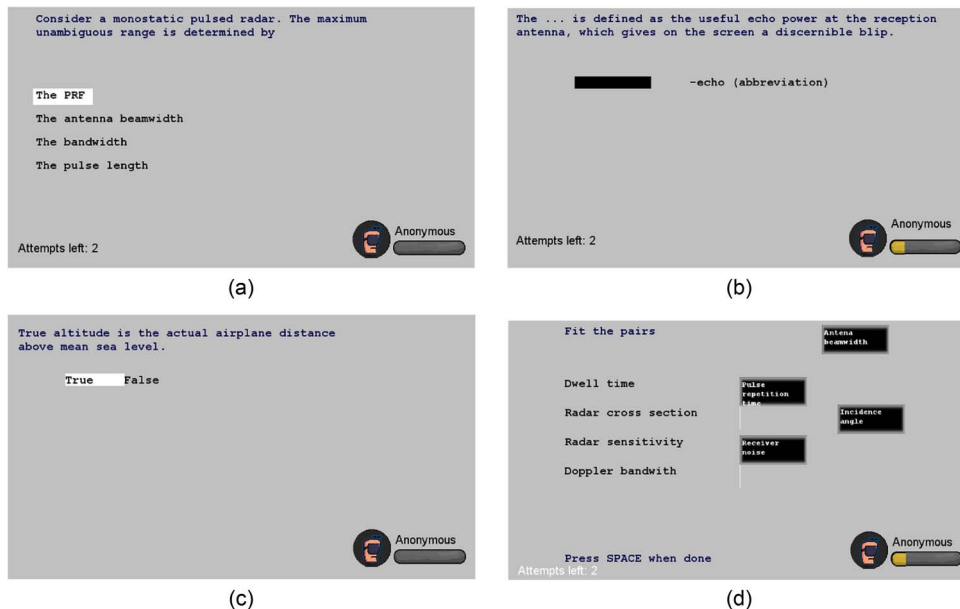 Consider a monostatic pulsed radar. The maximum
unambiguous range is determined by
The PRF
The antenna beamwidth
The bandwidth
The pulse length
Attempts left: 2
Anonymous
(a)
The ... is defined as the useful echo power at the reception
antenna, which gives on the screen a discernible blip.
-echo (abbreviation)
Attempts left: 2
Anonymous
(b)
True altitude is the actual airplane distance
above mean sea level.
True False
Anonymous
(c)
Fit the pairs
Antena
beamwidth
Dwell time
Pulse
repetition
time
Radar cross section
Incidence
angle
Radar sensitivity
Receiver
noise
Doppler bandwith
Press SPACE when done
Attempts left: 2
Anonymous
(d)